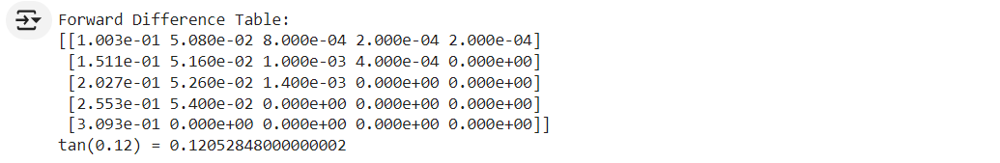 Forward Difference Table:
[[1.003e-01 5.080e-02 8.000e-04 2.000e-04 2.000e-04]
 [1.511e-01 5.160e-02 1.000e-03 4.000e-04 0.000e+00]
 [2.027e-01 5.260e-02 1.400e-03 0.000e+00 0.000e+00]
 [2.553e-01 5.400e-02 0.000e+00 0.000e+00 0.000e+00]
 [3.093e-01 0.000e+00 0.000e+00 0.000e+00 0.000e+00]]
tan(0.12) = 0.12052848000000002